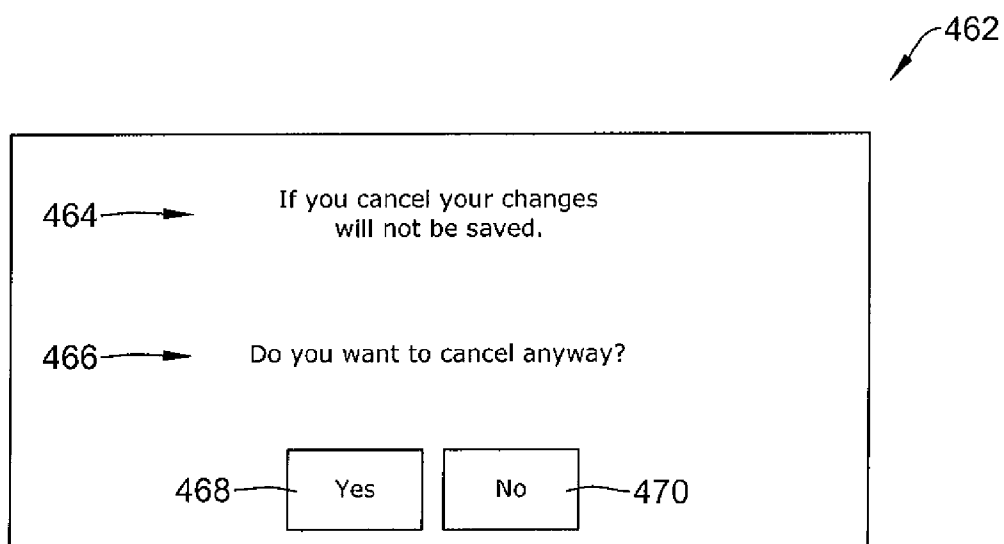 462
464 If you cancel your changes
will not be saved.
466 Do you want to cancel anyway?
468 Yes No 470